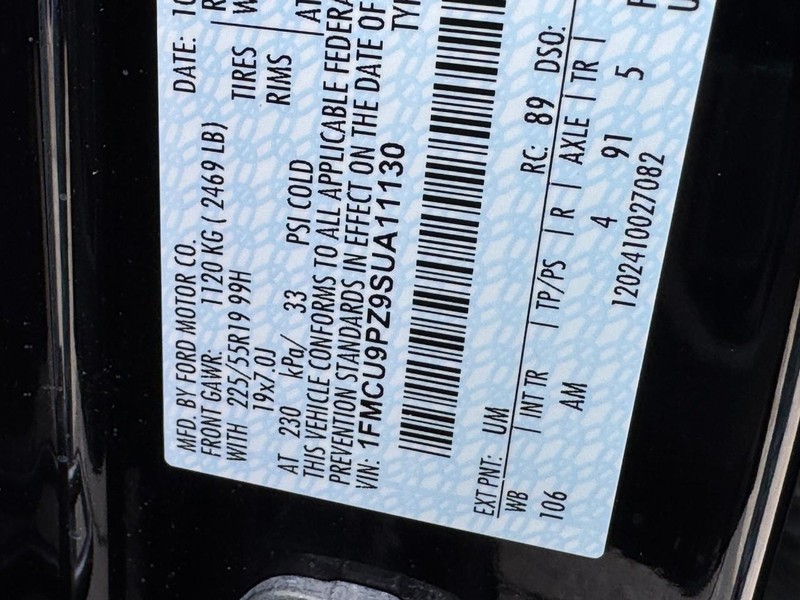 MFD. BY FORD MOTOR CO. DATE: 10
FRONT GAWR: 1120 KG ( 2469 LB)
WITH 225/55R19 99H TIRES
19x7.0J RIMS
AT 230 kPa/ 33 PSI COLD AT
THIS VEHICLE CONFORMS TO ALL APPLICABLE FEDERA
PREVENTION STANDARDS IN EFFECT ON THE DATE OF
VIN: 1FMCU9PZ9SUA11130 TY
EXT PNT: UM RC: 89 DSO:
WB | INT TR | TP/PS | R | AXLE | TR |
106 AM 4 91 5
1202410027082